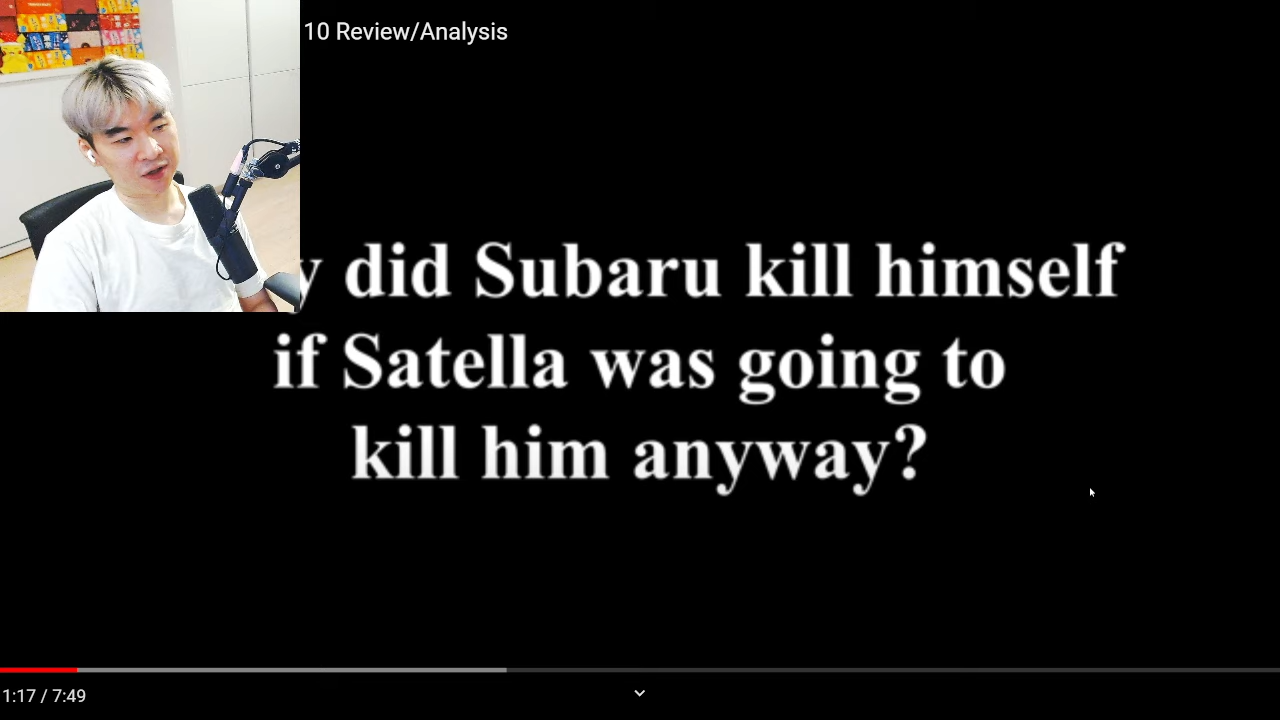 10 Review/Analysis
y did Subaru kill himself
if Satella was going to
kill him anyway?
1:17 / 7:49